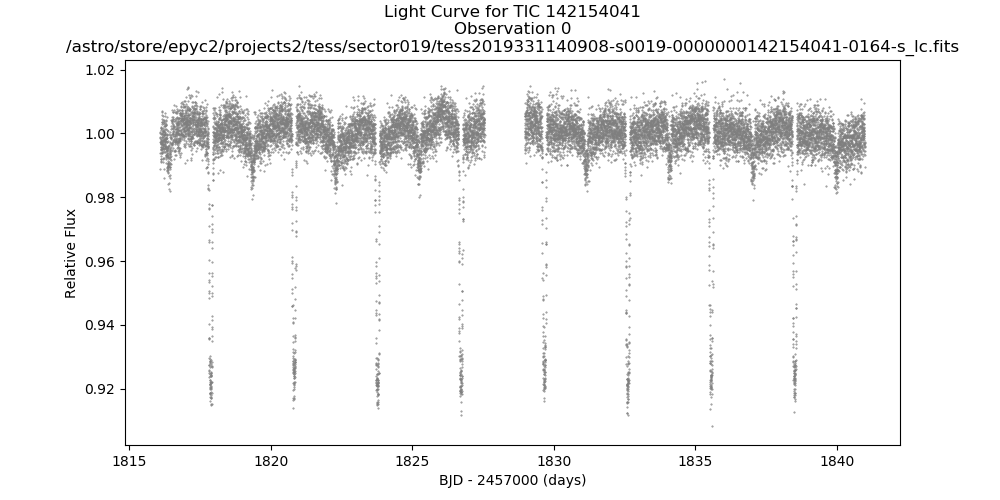 Light Curve for TIC 142154041
Observation 0
/astro/store/epyc2/projects2/tess/sector019/tess2019331140908-s0019-0000000142154041-0164-s_lc.fits
1.02
1.00
0.98
0.96
0.94
0.92
Relative Flux
1815
1820
1825
1830
1835
1840
BJD - 2457000 (days)